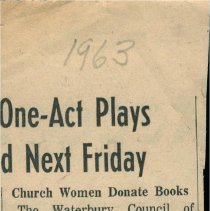 1963
One-Act Plays
d Next Friday
Church Women Donate Books
The Waterbury Council of